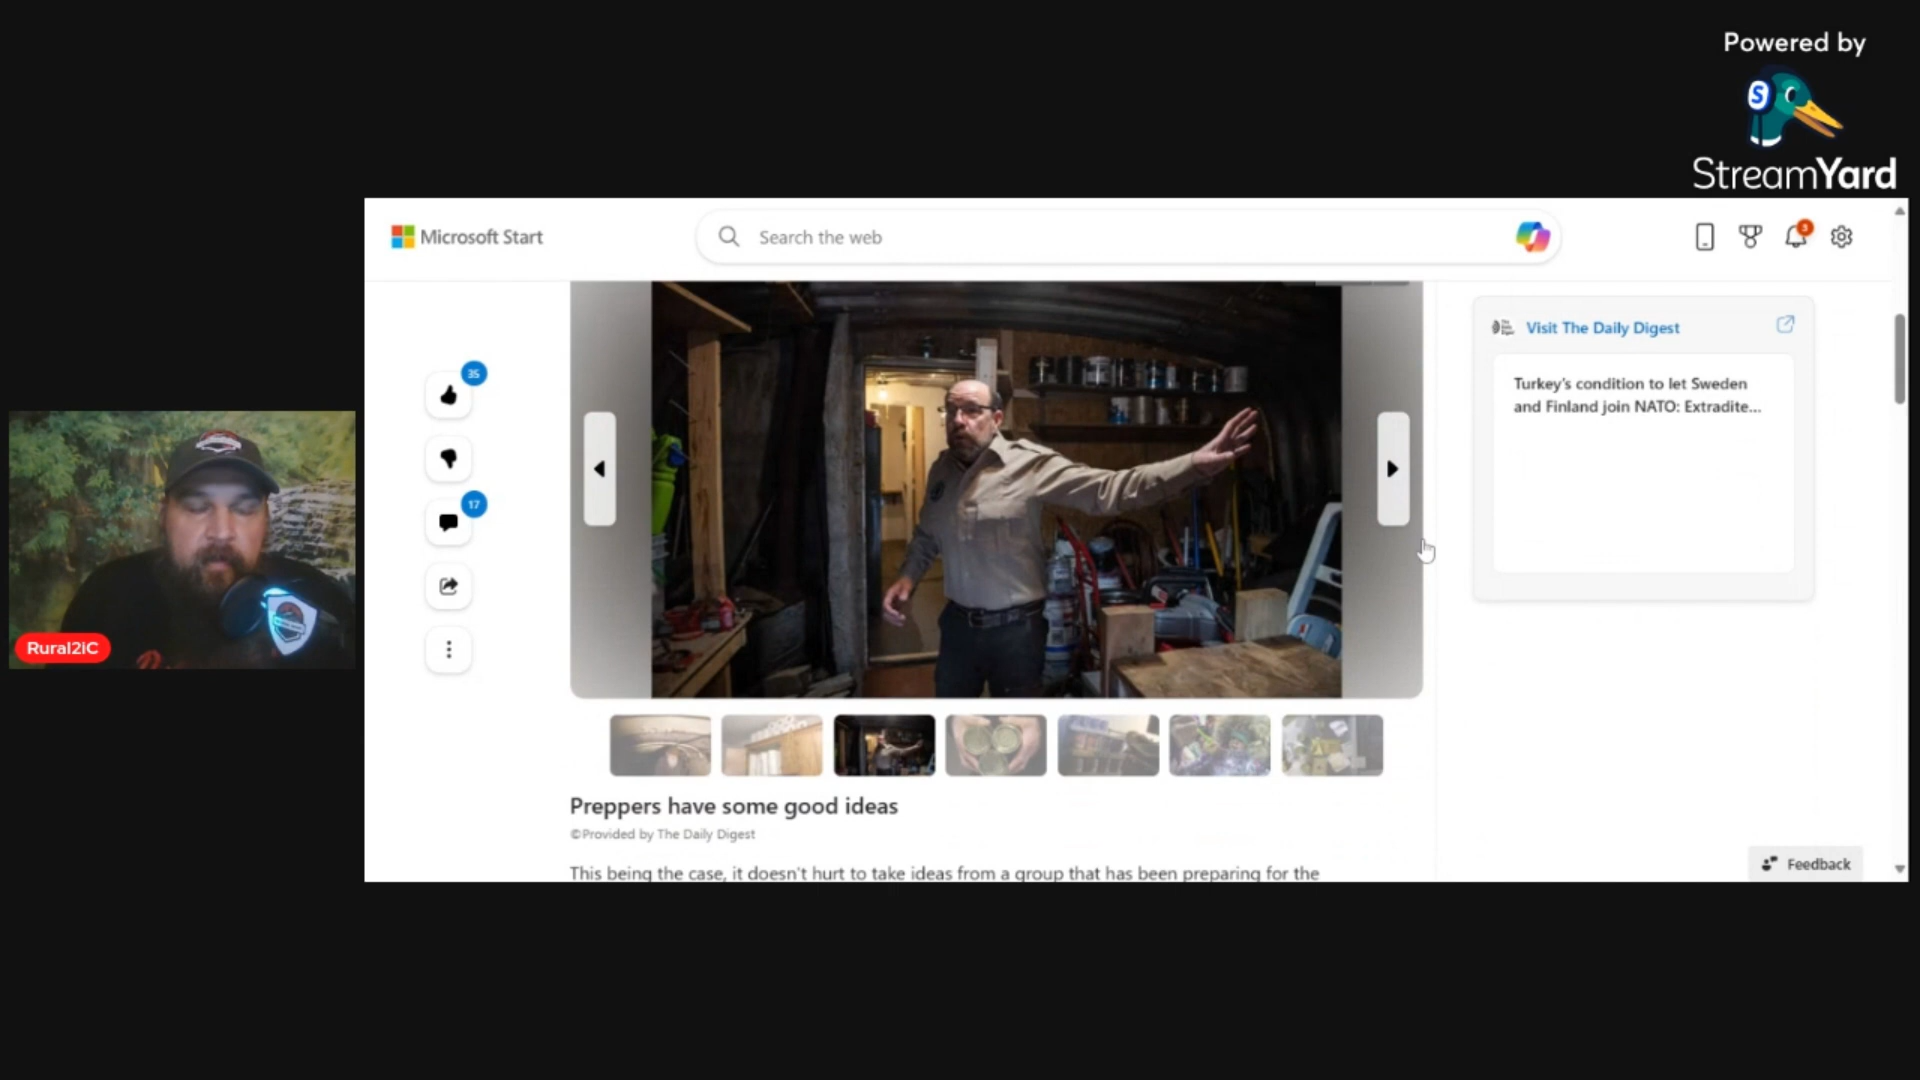 Powered by
S
StreamYard
Microsoft Start
Search the web
3
35
17
Visit The Daily Digest
Turkey's condition to let Sweden
and Finland join NATO: Extradite...
Rural2iC
Preppers have some good ideas
©Provided by The Daily Digest
This being the case, it doesn't hurt to take ideas from a group that has been preparing for the
Feedback